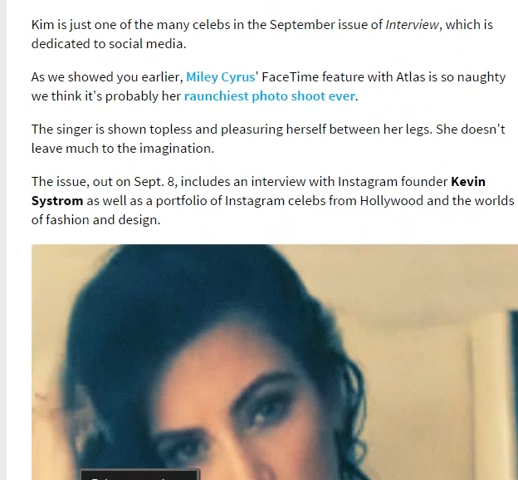 Kim is just one of the many celebs in the September issue of Interview, which is
dedicated to social media.
As we showed you earlier, Miley Cyrus' FaceTime feature with Atlas is so naughty
we think it's probably her raunchiest photo shoot ever.
The singer is shown topless and pleasuring herself between her legs. She doesn't
leave much to the imagination.
The issue, out on Sept. 8, includes an interview with Instagram founder Kevin
Systrom as well as a portfolio of Instagram celebs from Hollywood and the worlds
of fashion and design.